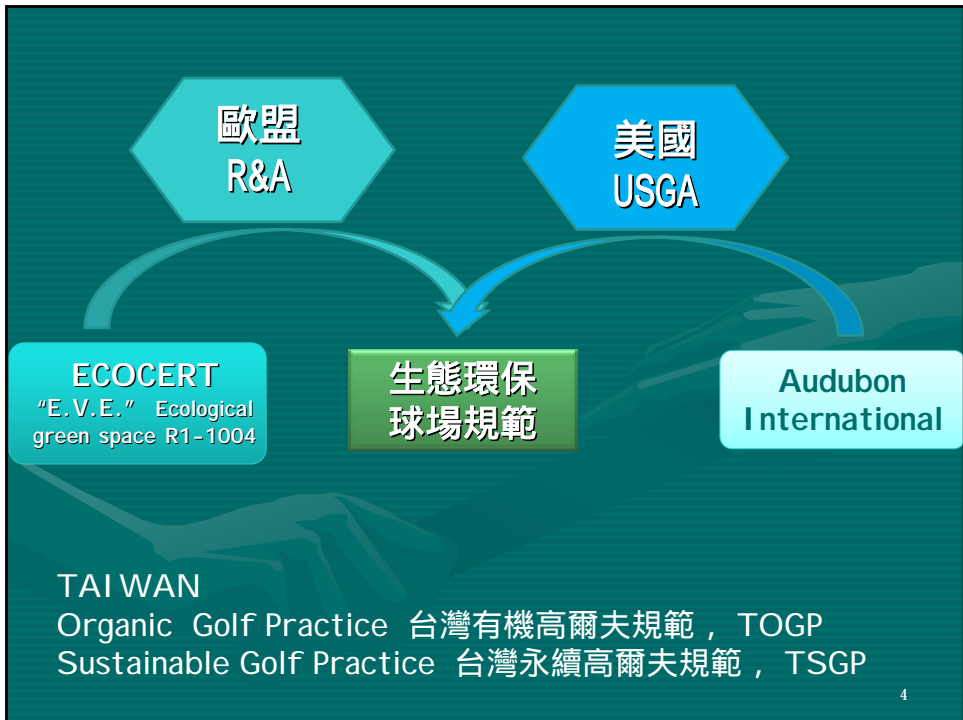 歐盟
R&A
美國
USGA
ECOCERT
“E.V.E.” Ecological
green space R1-1004
生態環保
球場規範
Audubon
International
TAIWAN
Organic Golf Practice 台灣有機高爾夫規範， TOGP
Sustainable Golf Practice 台灣永續高爾夫規範， TSGP
4